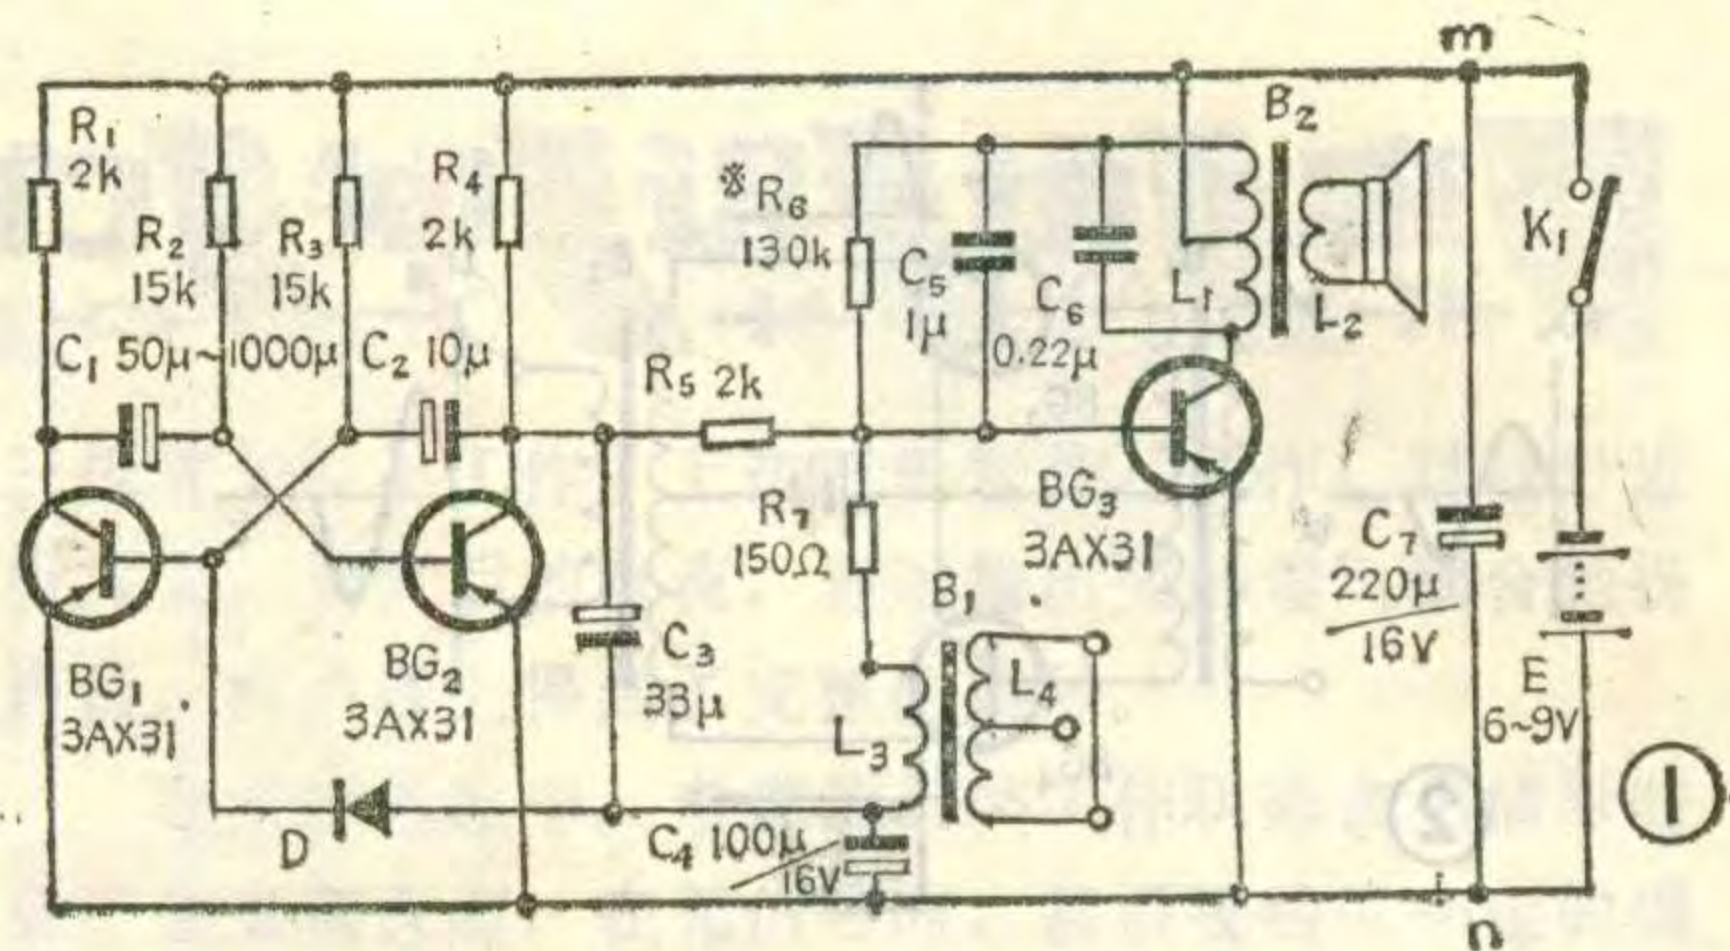 m
R₁
2k
R₂
15k
R₃
15k
R₄
2k
※R₆
130k
C₅
1μ
C₆
0.22μ
L₁
B₂
L₂
K₁
C₁ 50μ~1000μ
C₂ 10μ
R₅ 2k
R₇
150Ω
BG₃
3AX31
C₇
220μ
16V
B₁
L₄
L₃
C₃
33μ
BG₁
3AX31
BG₂
3AX31
E
6~9V
D
C₄ 100μ
16V
n
①
②